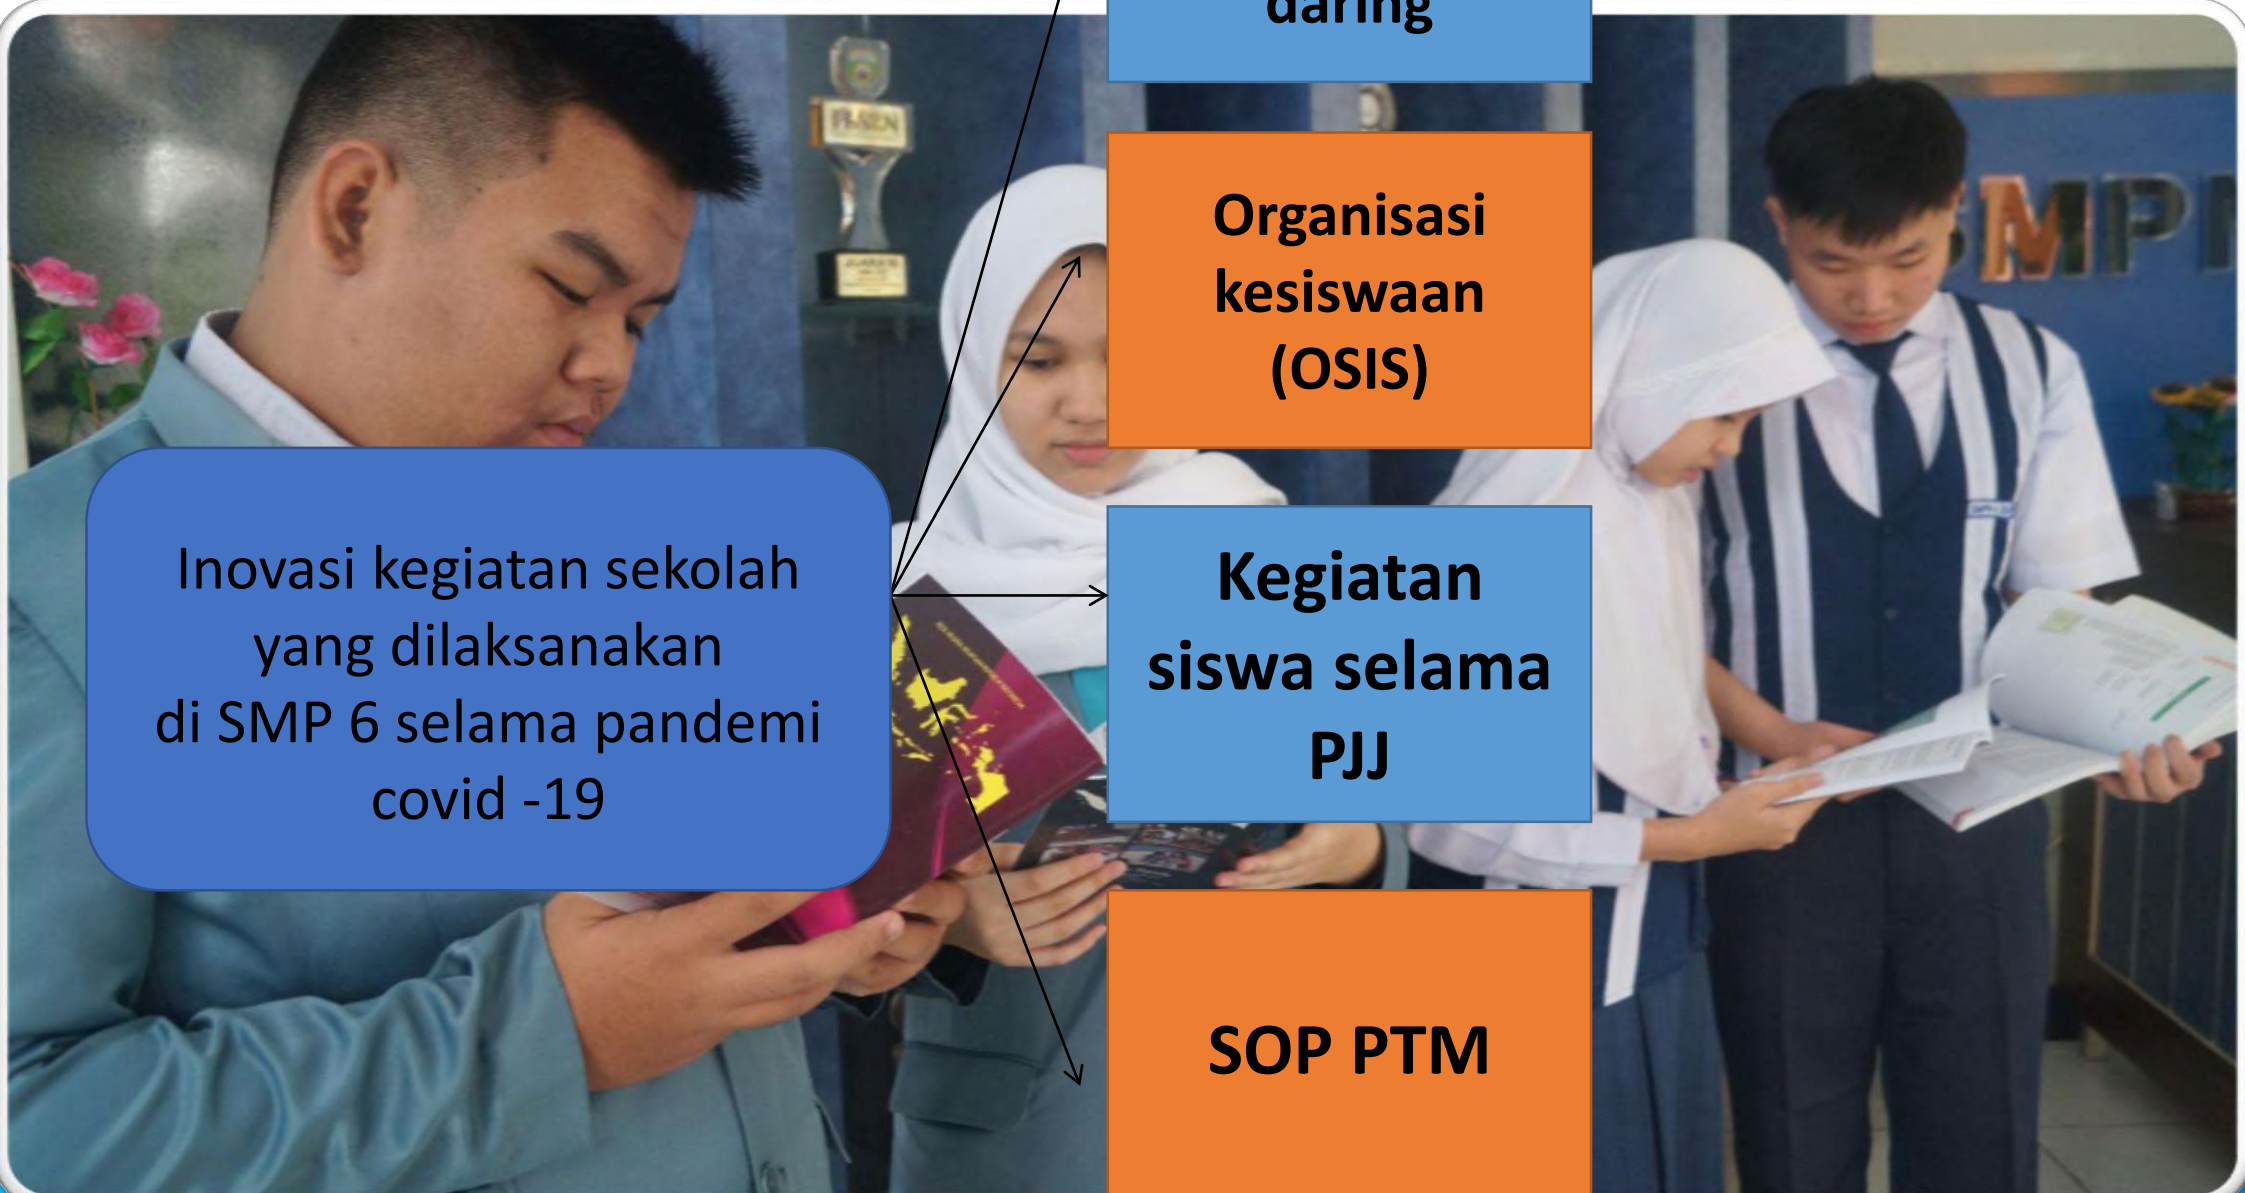 daring
Organisasi
kesiswaan
(OSIS)
Inovasi kegiatan sekolah
yang dilaksanakan
di SMP 6 selama pandemi
covid -19
Kegiatan
siswa selama
PJJ
SOP PTM
SMPN